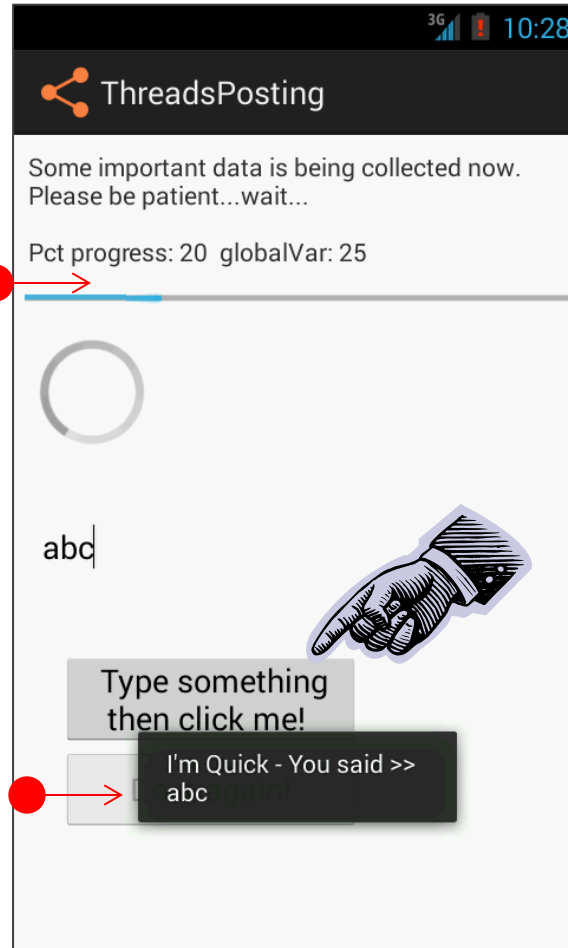 3G 10:28
ThreadsPosting
Some important data is being collected now.
Please be patient...wait...
Pct progress: 20 globalVar: 25
abc
Type something
then click me!
I'm Quick - You said >>
abc